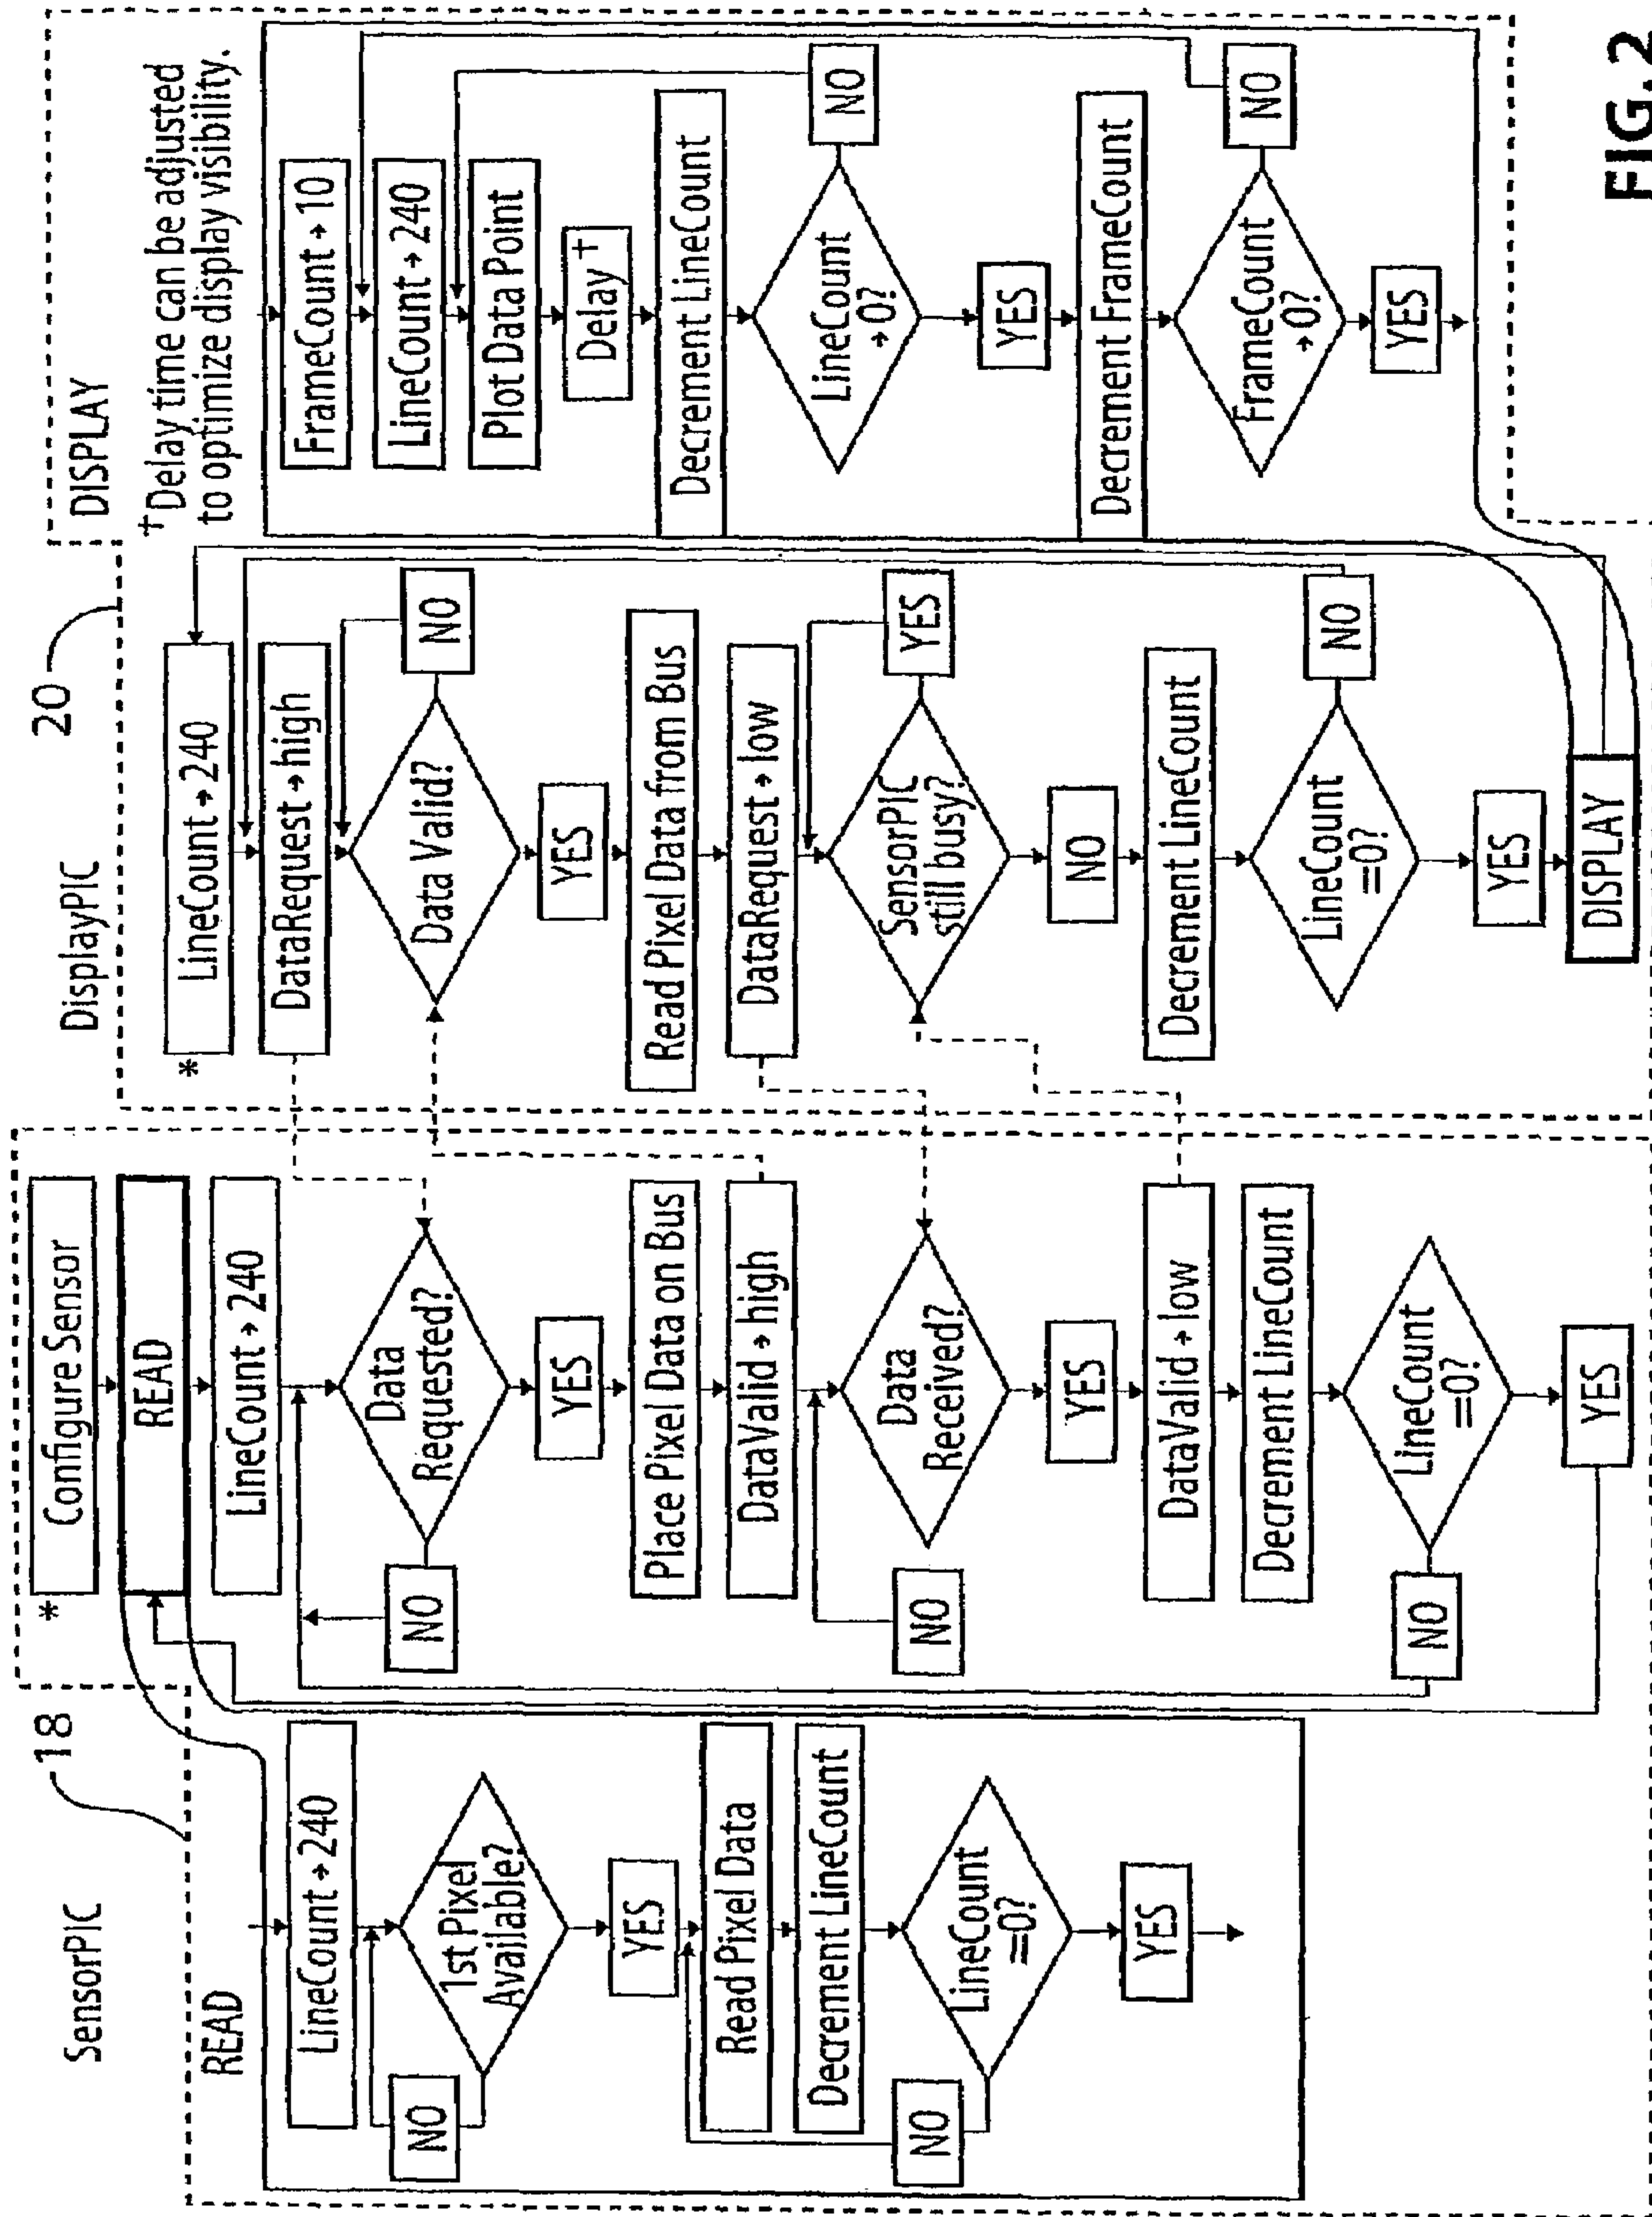 SensorPIC
18
READ
LineCount → 240
1st Pixel
Available?
NO
YES
Read Pixel Data
Decrement LineCount
LineCount
=0?
NO
YES
*
Configure Sensor
READ
LineCount → 240
Data
Requested?
NO
YES
Place Pixel Data on Bus
DataValid → high
Data
Received?
NO
YES
DataValid → low
Decrement LineCount
LineCount
=0?
NO
YES
DisplayPIC
20
*
LineCount → 240
DataRequest → high
Data Valid?
NO
YES
Read Pixel Data from Bus
DataRequest → low
SensorPIC
still busy?
YES
NO
Decrement LineCount
LineCount
=0?
NO
YES
DISPLAY
DISPLAY
†Delay time can be adjusted
to optimize display visibility.
FrameCount → 10
LineCount → 240
Plot Data Point
Delay †
Decrement LineCount
LineCount
→ 0?
NO
YES
Decrement FrameCount
FrameCount
→ 0?
NO
YES
FIG. 2